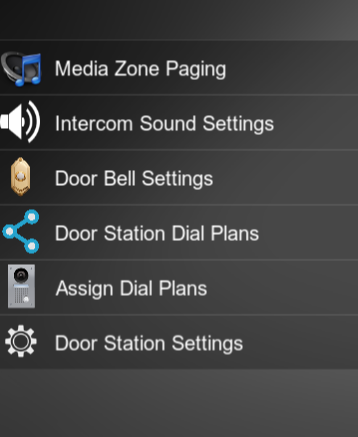 Media Zone Paging
Intercom Sound Settings
Door Bell Settings
Door Station Dial Plans
Assign Dial Plans
Door Station Settings